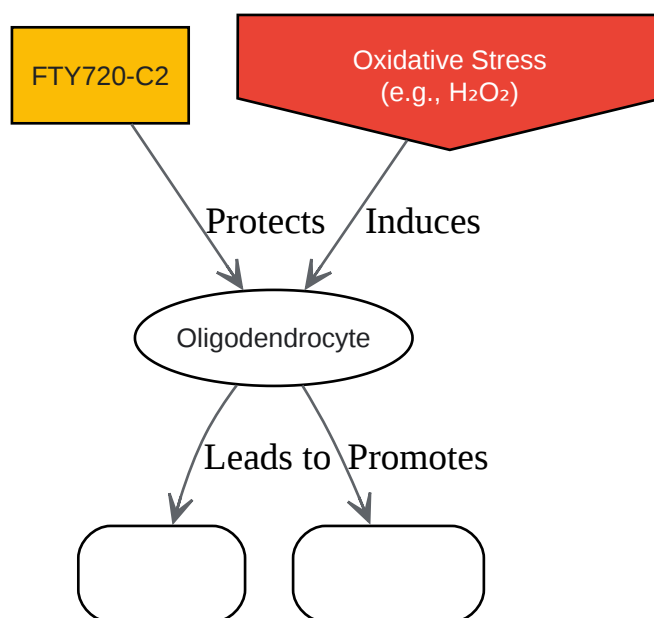 FTY720-C2
Oxidative Stress
(e.g., H₂O₂)
Protects
Induces
Oligodendrocyte
Leads to
Promotes